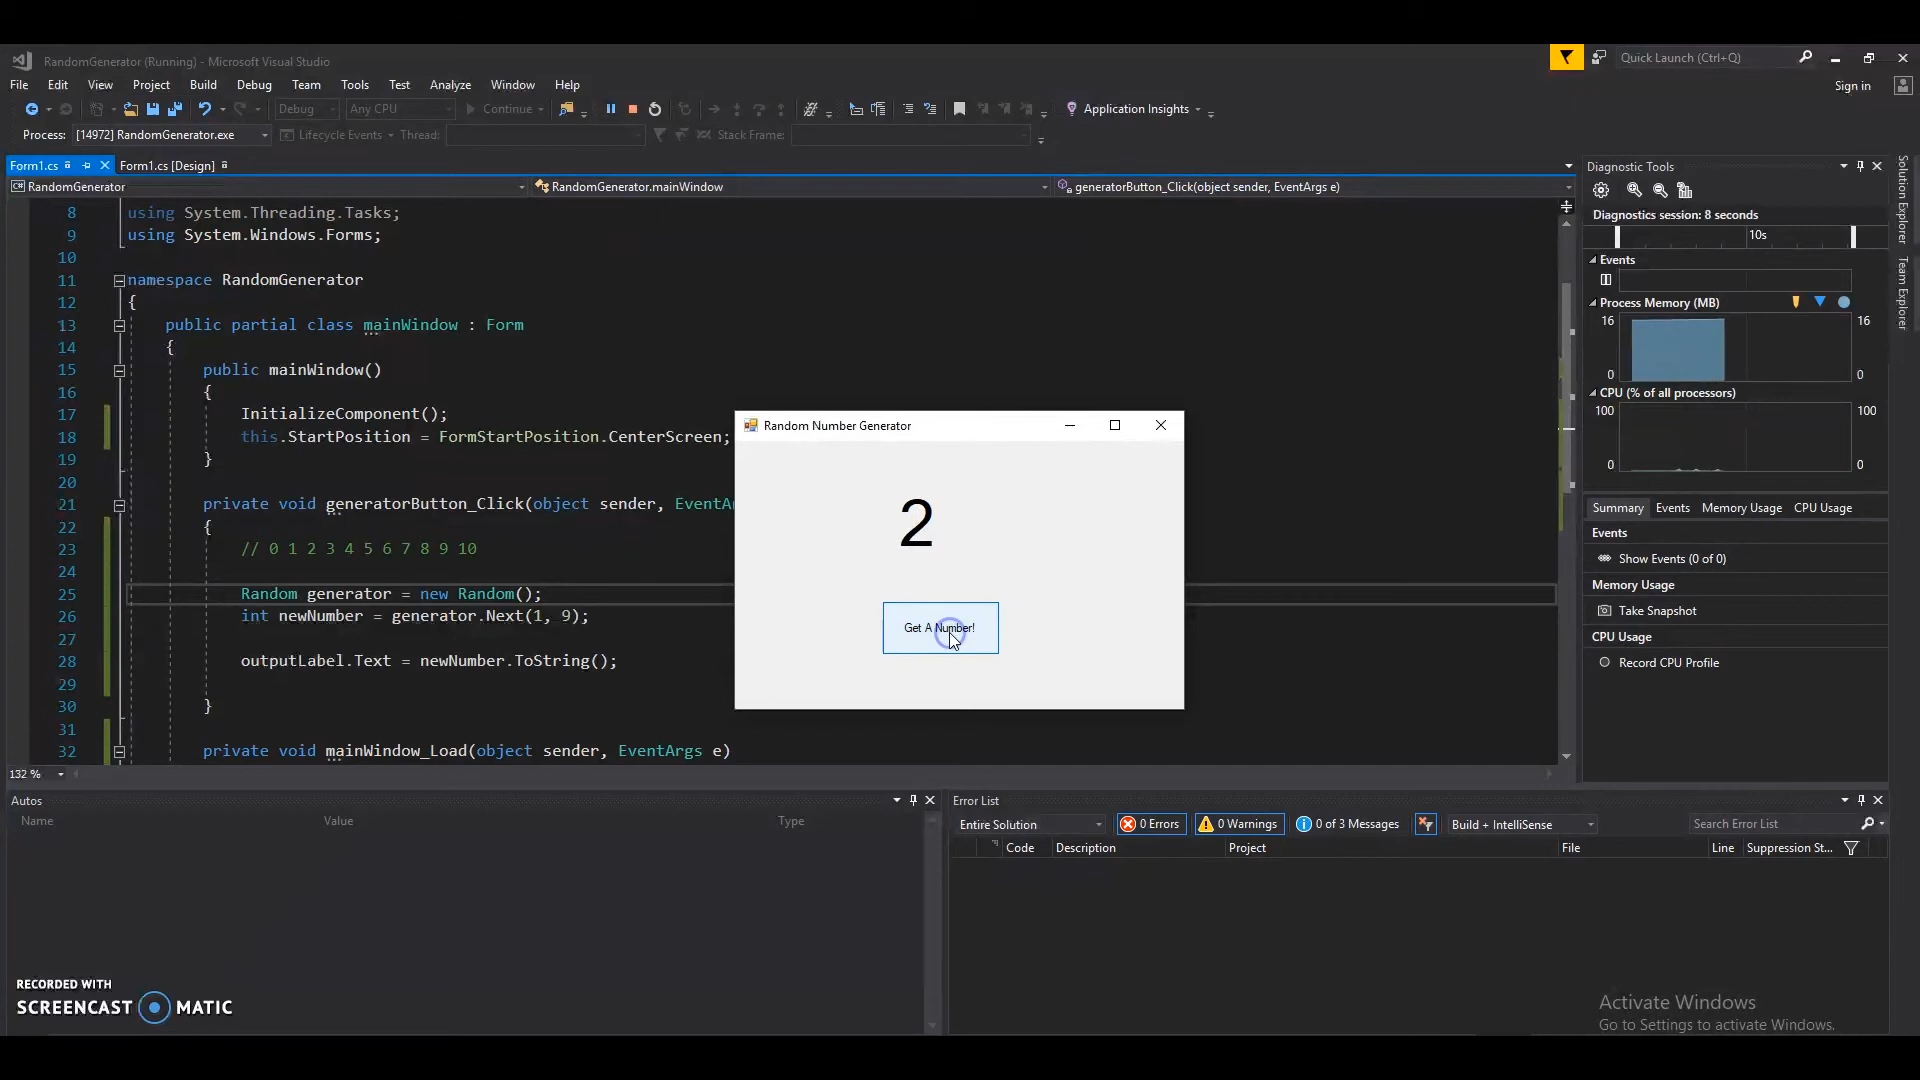 RandomGenerator (Running) - Microsoft Visual Studio
Quick Launch (Ctrl+Q)
File Edit View Project Build Debug Team Tools Test Analyze Window Help
Sign in
Debug Any CPU Continue Application Insights
Process: [14972] RandomGenerator.exe Lifecycle Events Thread: Stack Frame:
Form1.cs Form1.cs [Design]
RandomGenerator RandomGenerator.mainWindow generatorButton_Click(object sender, EventArgs e)
8 using System.Threading.Tasks;
9 using System.Windows.Forms;
10
11 namespace RandomGenerator
12 {
13 public partial class mainWindow : Form
14 {
15 public mainWindow()
16 {
17 InitializeComponent();
18 this.StartPosition = FormStartPosition.CenterScreen;
19 }
20
21 private void generatorButton_Click(object sender, EventAr
22 {
23 // 0 1 2 3 4 5 6 7 8 9 10
24
25 Random generator = new Random();
26 int newNumber = generator.Next(1, 9);
27
28 outputLabel.Text = newNumber.ToString();
29
30 }
31
32 private void mainWindow_Load(object sender, EventArgs e)
132 %
Random Number Generator
2
Get A Number!
Diagnostic Tools
Diagnostics session: 8 seconds
10s
Events
Process Memory (MB)
16 16
0 0
CPU (% of all processors)
100 100
0 0
Summary Events Memory Usage CPU Usage
Events
Show Events (0 of 0)
Memory Usage
Take Snapshot
CPU Usage
Record CPU Profile
Solution Explorer
Team Explorer
Autos
Name Value Type
Error List
Entire Solution 0 Errors 0 Warnings 0 of 3 Messages Build + IntelliSense Search Error List
Code Description Project File Line Suppression St...
RECORDED WITH
SCREENCAST MATIC
Activate Windows
Go to Settings to activate Windows.